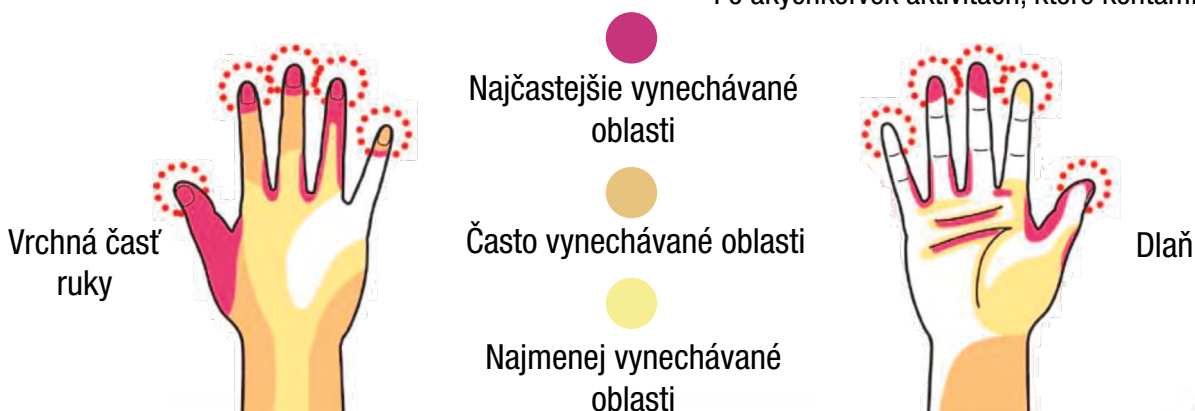 Najčastejšie vynechávané
oblasti
Často vynechávané oblasti
Najmenej vynechávané
oblasti
Vrchná časť
ruky
Dlaň